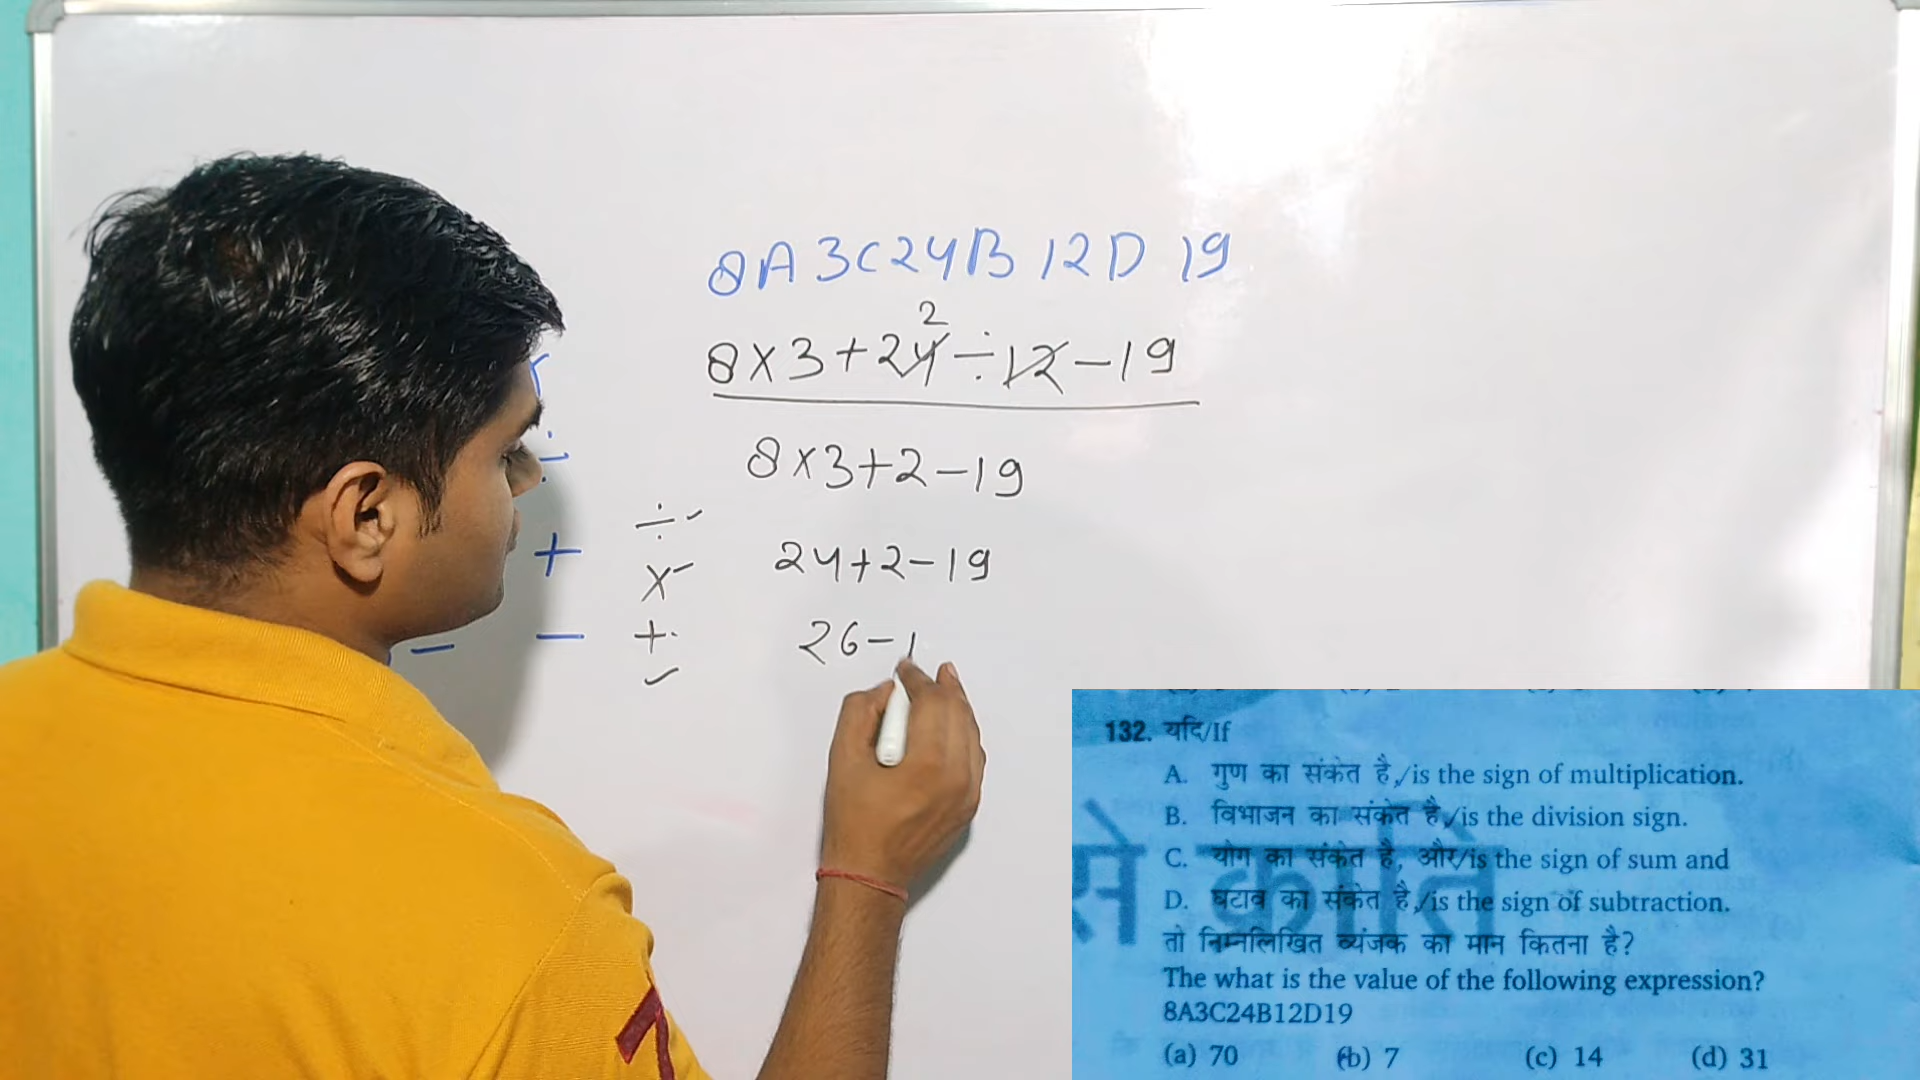 8A3C24B12D 19
2
8×3+24÷12-19
8×3+2-19
÷
24+2-19
+
×
-
-
+
26-1
132. यदि/If
A. गुण का संकेत है,/is the sign of multiplication.
B. विभाजन का संकेत है,/is the division sign.
C. योग का संकेत है, और/is the sign of sum and
D. घटाव का संकेत है,/is the sign of subtraction.
तो निम्नलिखित व्यंजक का मान कितना है?
The what is the value of the following expression?
8A3C24B12D19
(a) 70 (b) 7 (c) 14 (d) 31
से क्रांति